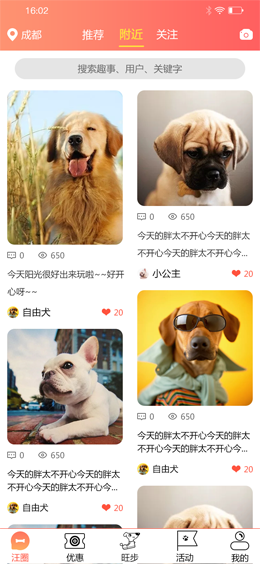 16:02
成都 推荐 附近 关注
搜索趣事、用户、关键字
0 650
今天阳光很好出来玩啦~~好开
心呀~~
自由犬 20
0 650
今天的胖太不开心今天的胖太
不开心今天的胖太不开心今...
自由犬 20
0 650
今天的胖太不开心今天的胖太
不开心今天的胖太不开心今...
小公主 20
0 650
今天的胖太不开心今天的胖太
不开心今天的胖太不开心今...
自由犬 20
注圈 优惠 旺步 活动 我的